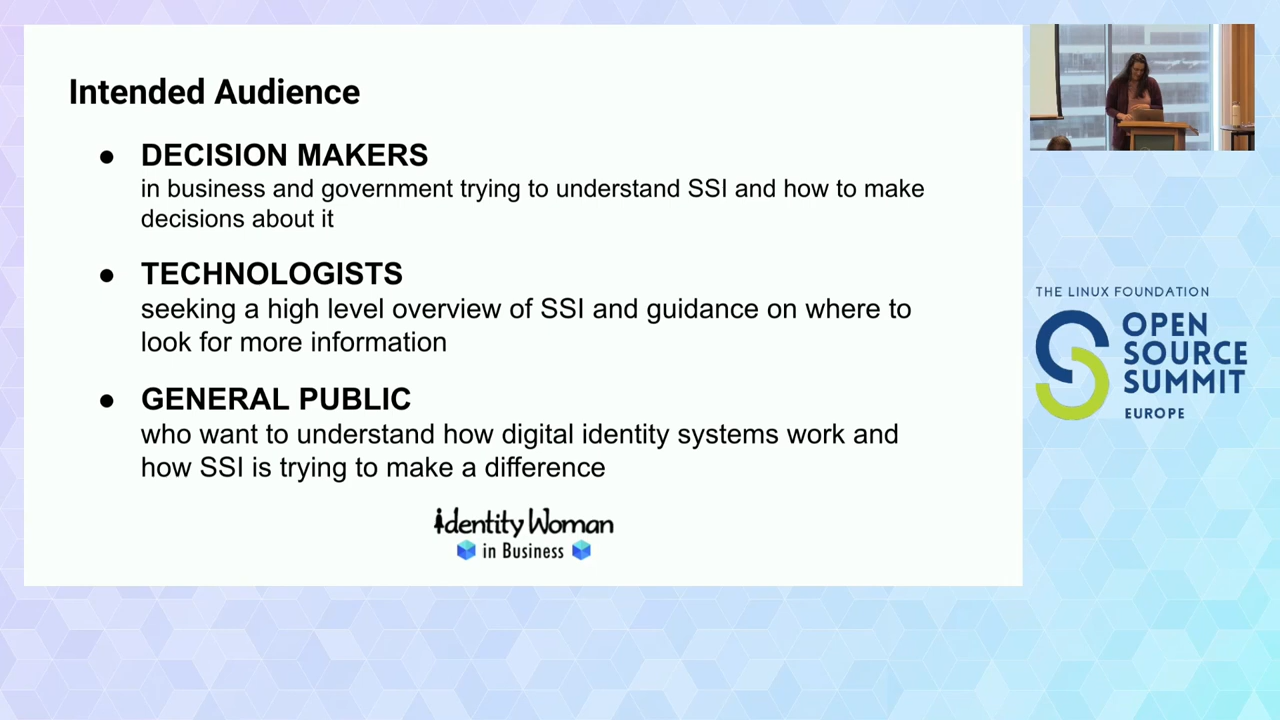 Intended Audience
● DECISION MAKERS
in business and government trying to understand SSI and how to make
decisions about it
● TECHNOLOGISTS
seeking a high level overview of SSI and guidance on where to
look for more information
● GENERAL PUBLIC
who want to understand how digital identity systems work and
how SSI is trying to make a difference
Identity Woman
in Business
THE LINUX FOUNDATION
OPEN
SOURCE
SUMMIT
EUROPE